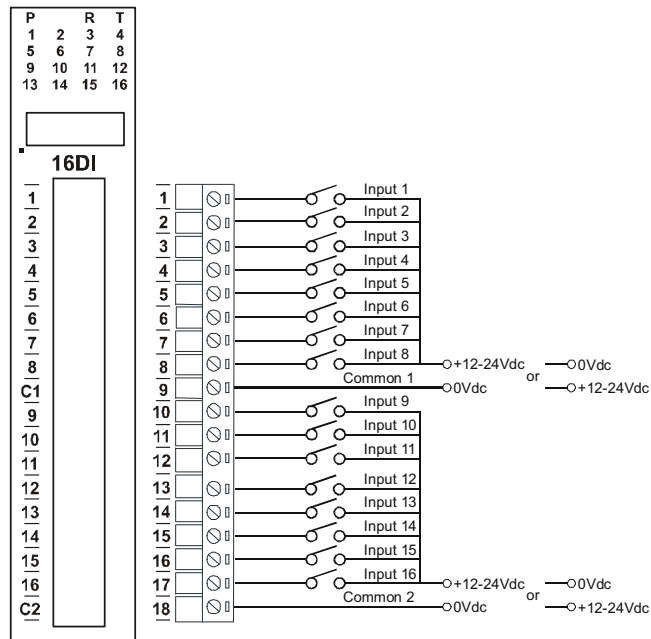 P R T
1 2 3 4
5 6 7 8
9 10 11 12
13 14 15 16
16DI
1
2
3
4
5
6
7
8
C1
9
10
11
12
13
14
15
16
C2
1 Input 1
2 Input 2
3 Input 3
4 Input 4
5 Input 5
6 Input 6
7 Input 7
8 Input 8 +12-24Vdc or 0Vdc
9 Common 1 0Vdc +12-24Vdc
10 Input 9
11 Input 10
12 Input 11
13 Input 12
14 Input 13
15 Input 14
16 Input 15
17 Input 16 +12-24Vdc or 0Vdc
18 Common 2 0Vdc +12-24Vdc